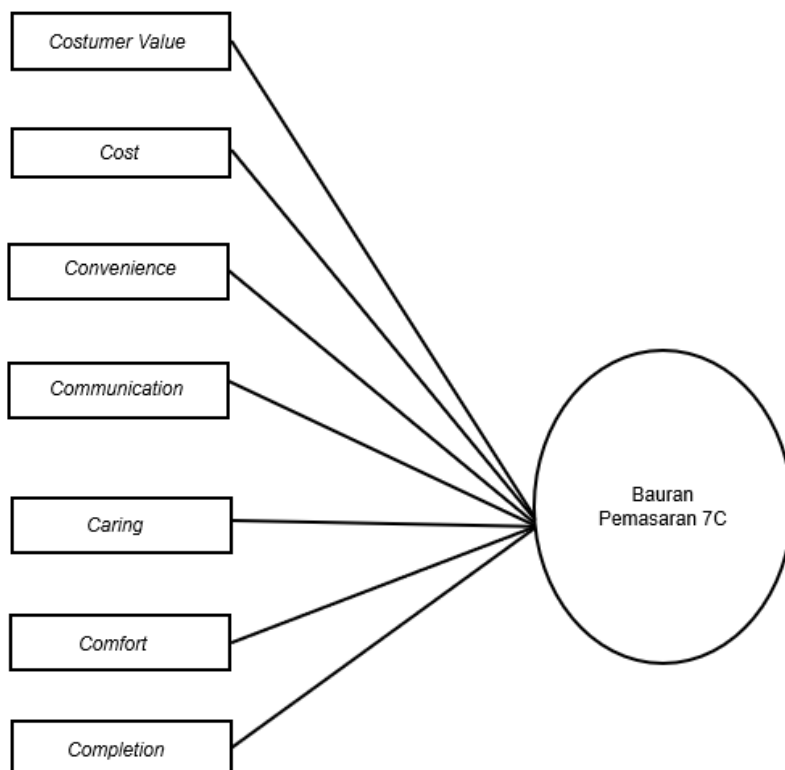 Costumer Value
Cost
Convenience
Communication
Caring
Comfort
Completion
Bauran
Pemasaran 7C